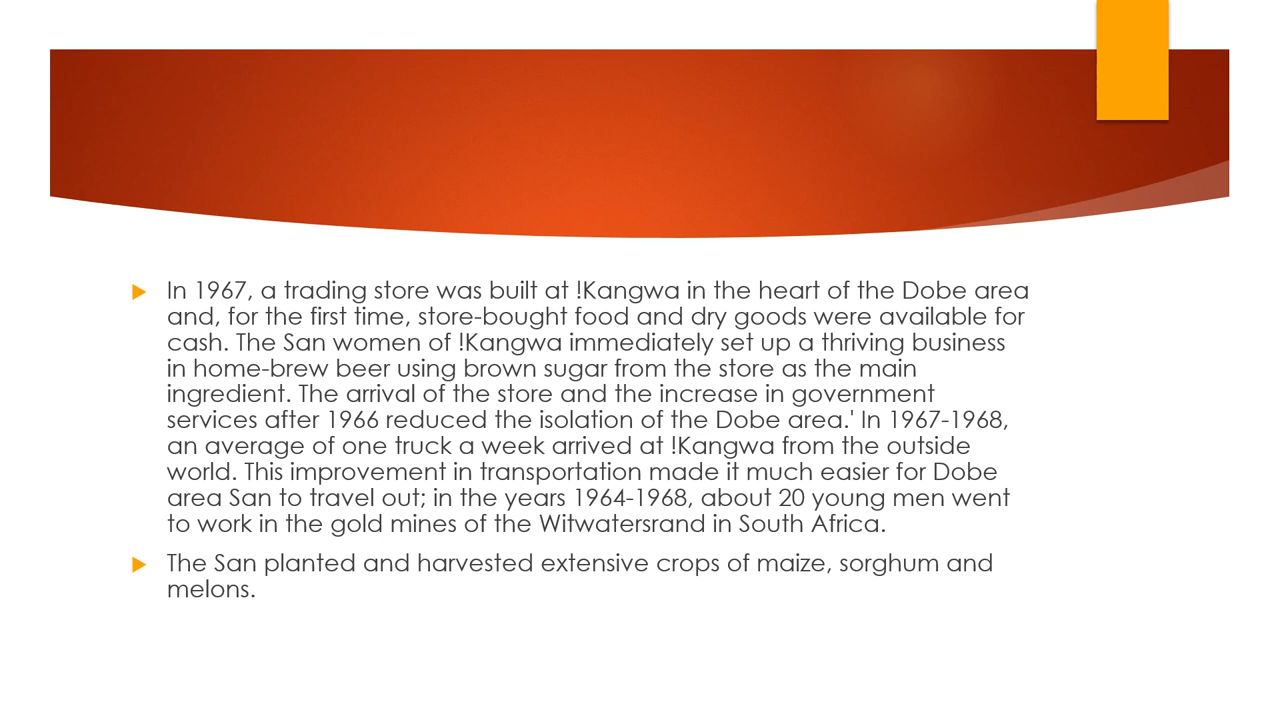 In 1967, a trading store was built at !Kangwa in the heart of the Dobe area
and, for the first time, store-bought food and dry goods were available for
cash. The San women of !Kangwa immediately set up a thriving business
in home-brew beer using brown sugar from the store as the main
ingredient. The arrival of the store and the increase in government
services after 1966 reduced the isolation of the Dobe area.' In 1967-1968,
an average of one truck a week arrived at !Kangwa from the outside
world. This improvement in transportation made it much easier for Dobe
area San to travel out; in the years 1964-1968, about 20 young men went
to work in the gold mines of the Witwatersrand in South Africa.
The San planted and harvested extensive crops of maize, sorghum and
melons.